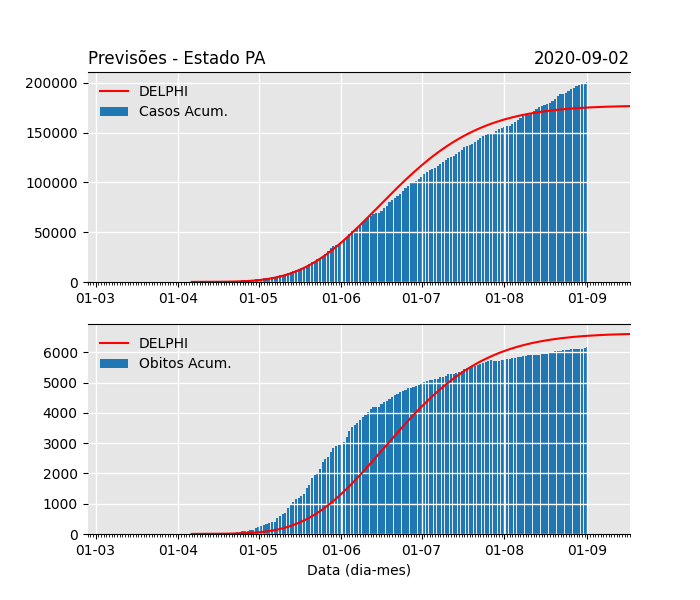 Previsões - Estado PA 2020-09-02
200000
DELPHI
Casos Acum.
150000
100000
50000
0
01-03 01-04 01-05 01-06 01-07 01-08 01-09
DELPHI
6000
Obitos Acum.
5000
4000
3000
2000
1000
0
01-03 01-04 01-05 01-06 01-07 01-08 01-09
Data (dia-mes)